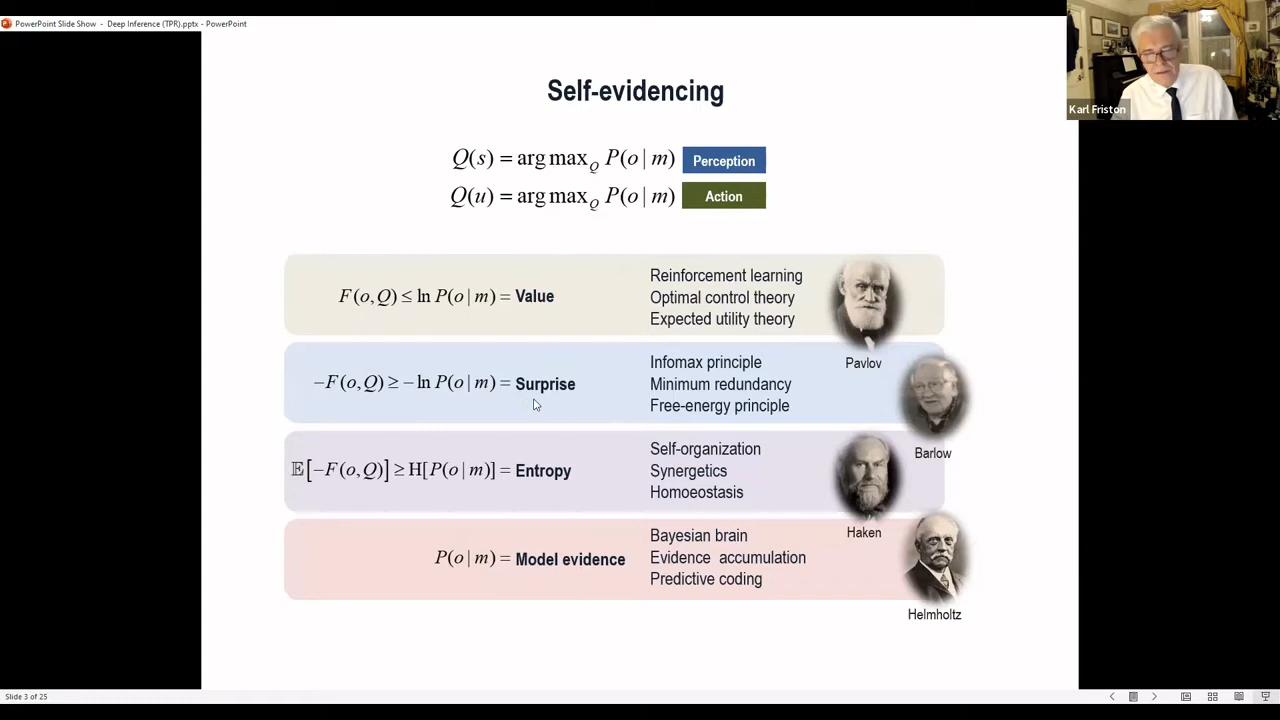 PowerPoint Slide Show - Deep Inference (TPR).pptx - PowerPoint
Karl Friston
Self-evidencing
Q(s) = arg max_Q P(o | m) Perception
Q(u) = arg max_Q P(o | m) Action
F(o,Q) ≤ ln P(o | m) = Value
Reinforcement learning
Optimal control theory
Expected utility theory
Pavlov
−F(o,Q) ≥ − ln P(o | m) = Surprise
Infomax principle
Minimum redundancy
Free-energy principle
Barlow
𝔼[−F(o,Q)] ≥ H[P(o | m)] = Entropy
Self-organization
Synergetics
Homoeostasis
Haken
P(o | m) = Model evidence
Bayesian brain
Evidence accumulation
Predictive coding
Helmholtz
Slide 3 of 25